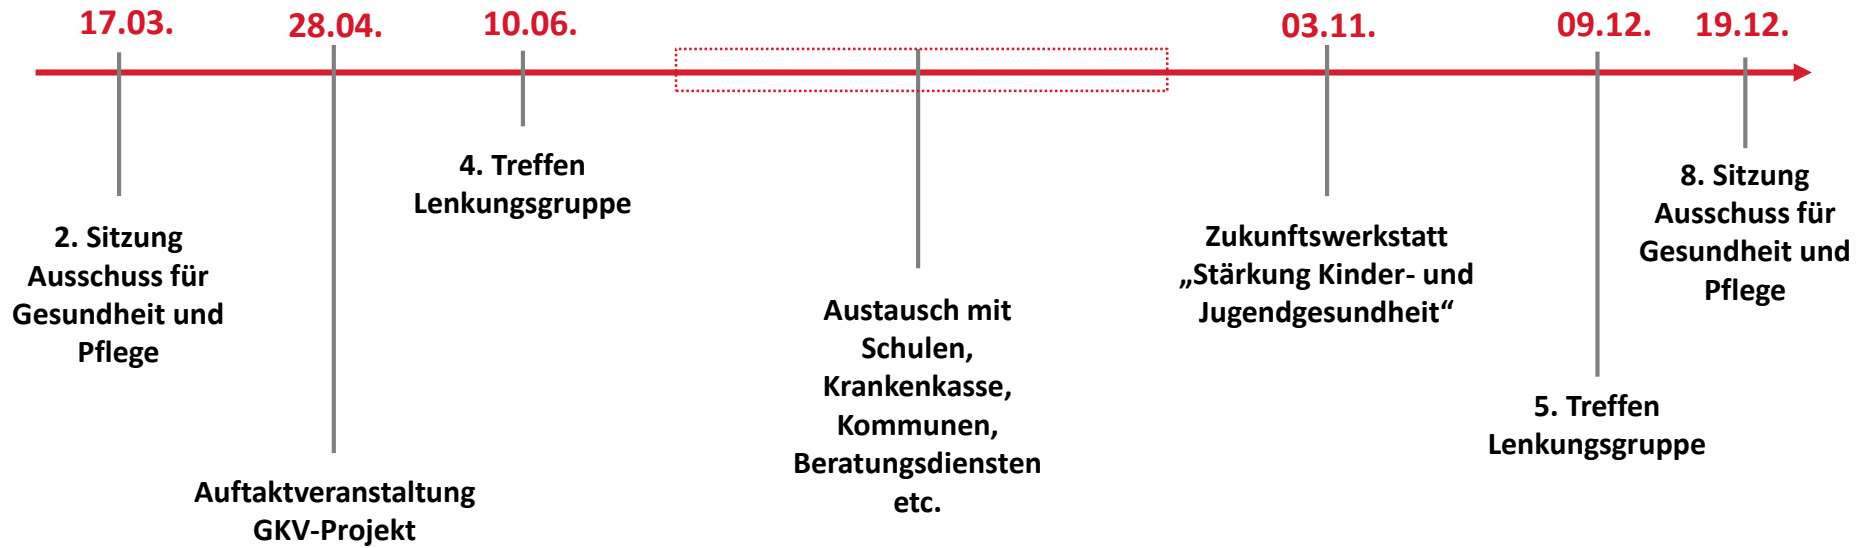 17.03.
2. Sitzung
Ausschuss für
Gesundheit und
Pflege
28.04.
Auftaktveranstaltung
GKV-Projekt
10.06.
4. Treffen
Lenkungsgruppe
Austausch mit
Schulen,
Krankenkasse,
Kommunen,
Beratungsdiensten
etc.
03.11.
Zukunftswerkstatt
„Stärkung Kinder- und
Jugendgesundheit“
09.12.
5. Treffen
Lenkungsgruppe
19.12.
8. Sitzung
Ausschuss für
Gesundheit und
Pflege